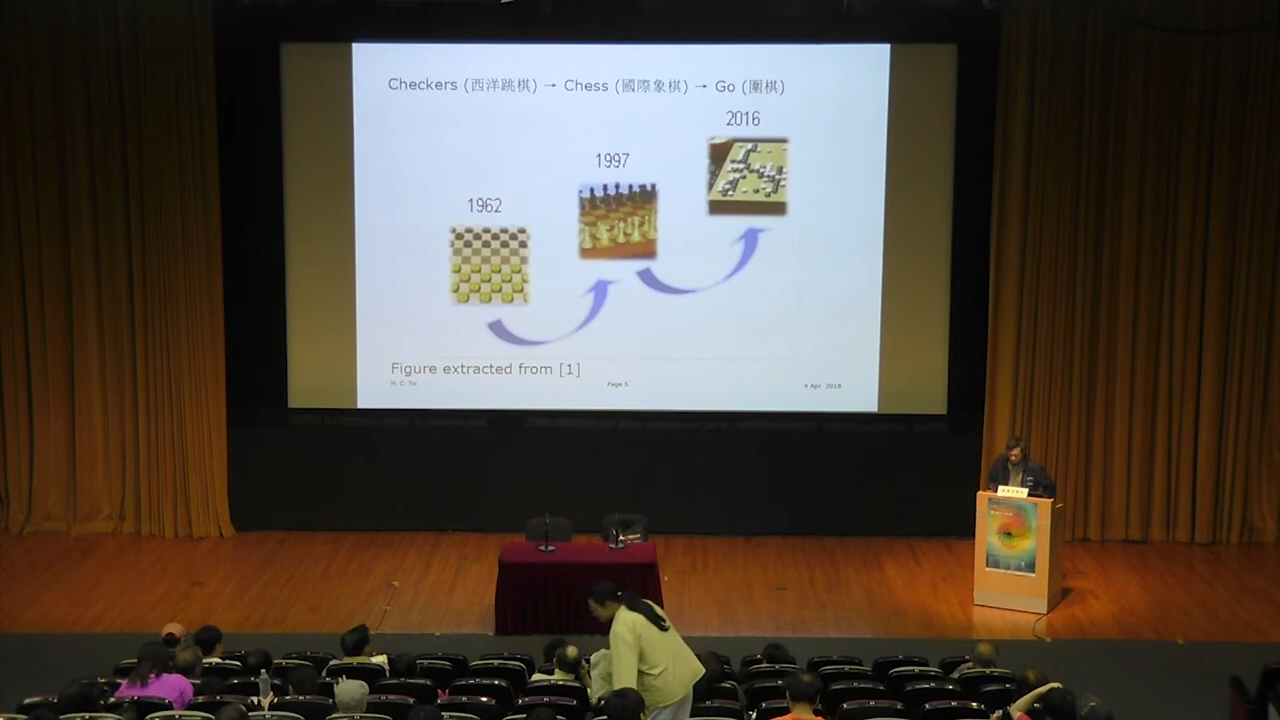 Checkers (西洋跳棋) → Chess (國際象棋) → Go (圍棋)
2016
1997
1962
Figure extracted from [1]
H. C. So
Page 5
4 Apr. 2018